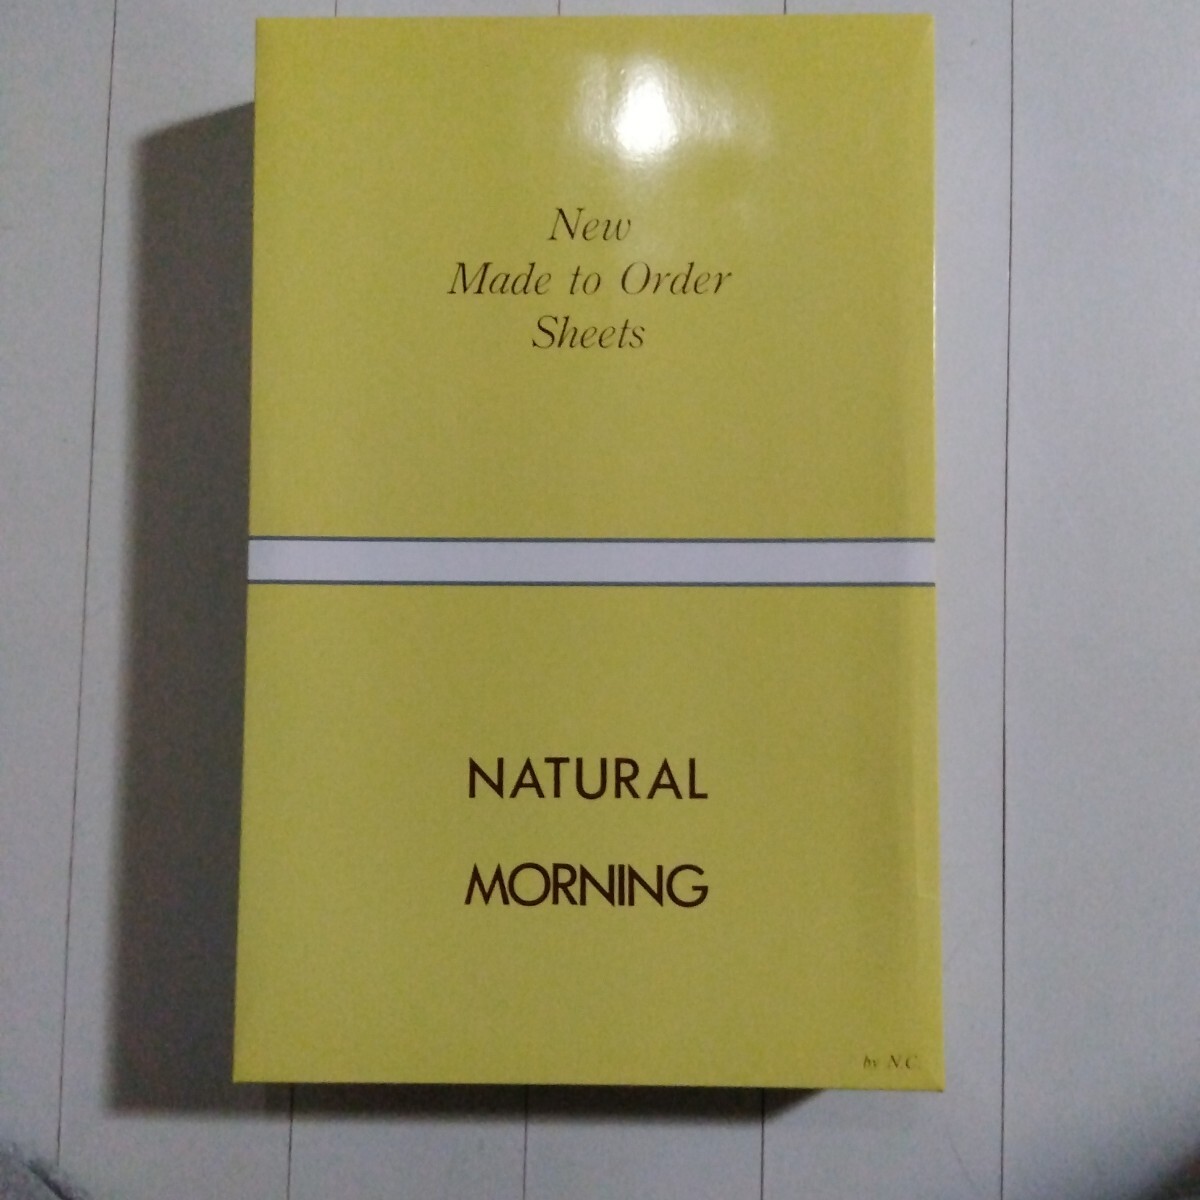 New
Made to Order
Sheets
NATURAL
MORNING
by N.C.